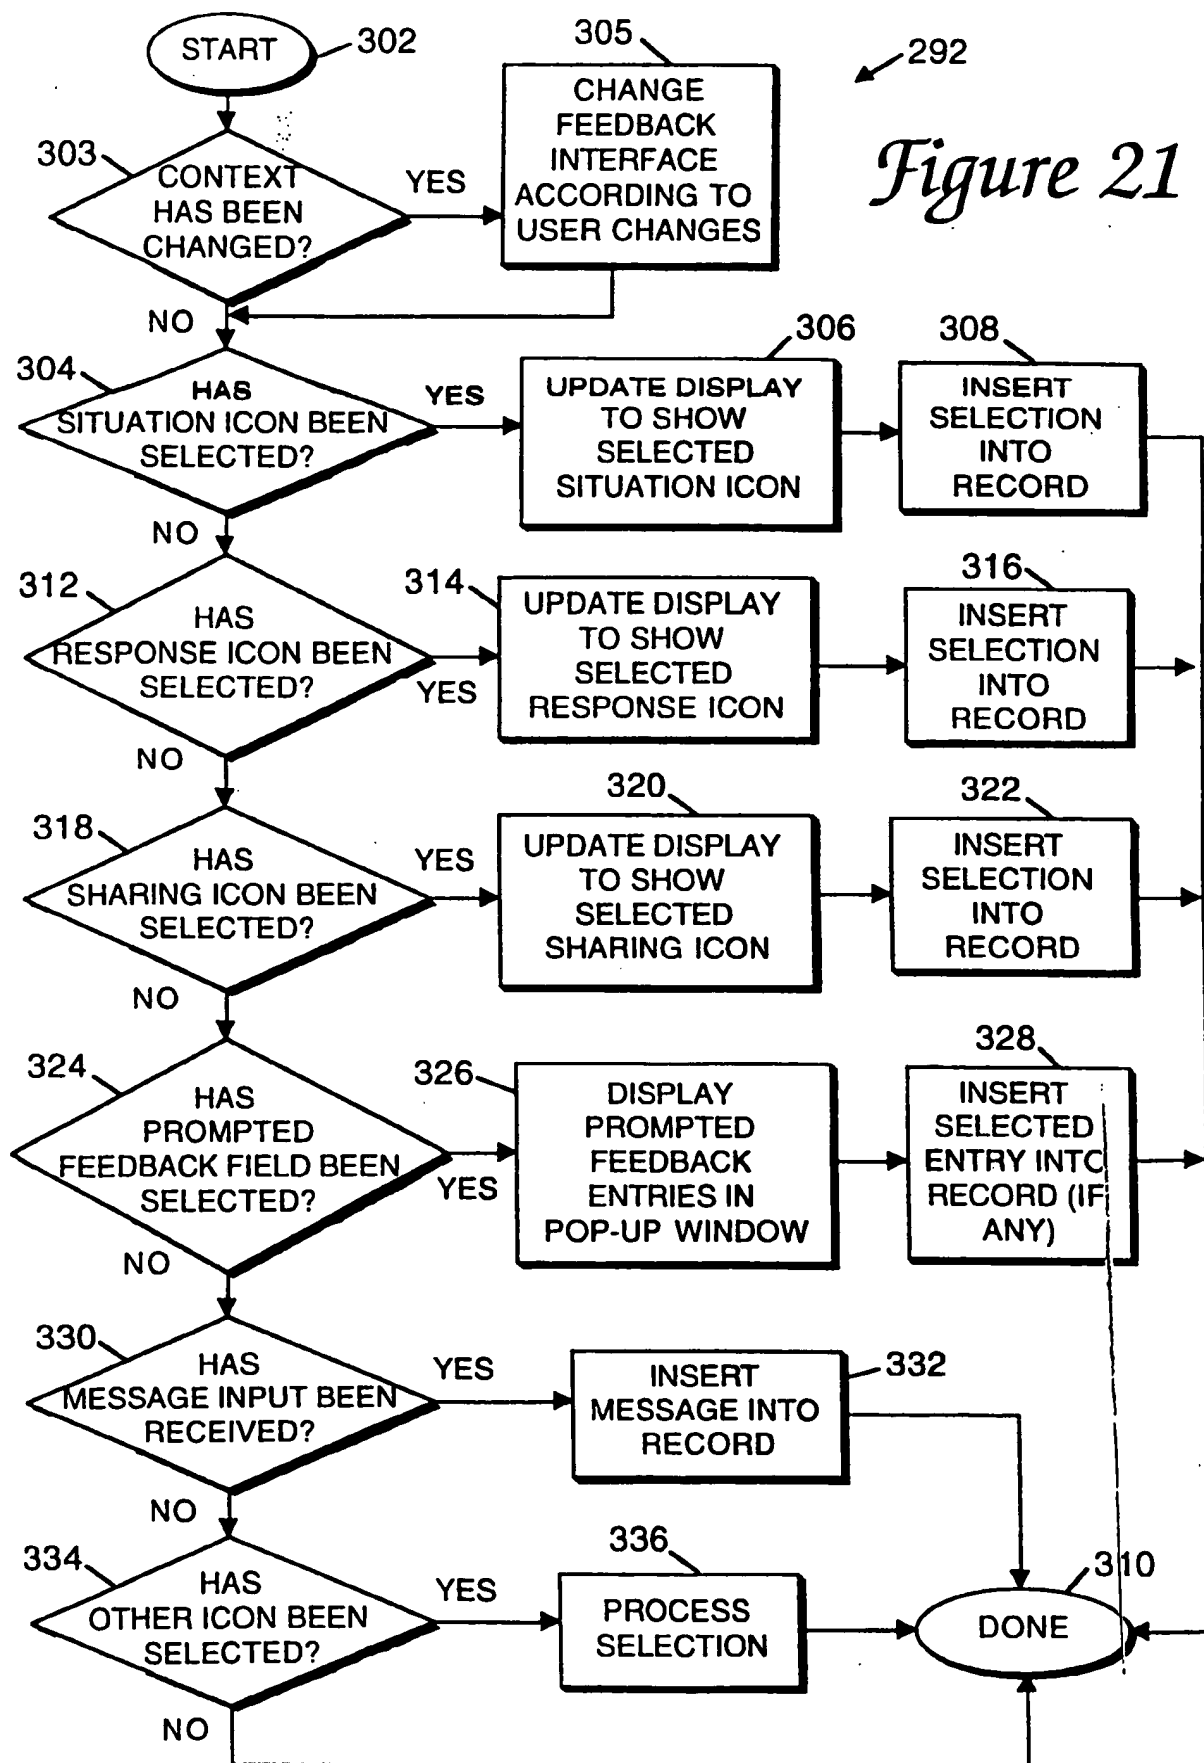 START
302
305
292
CHANGE
FEEDBACK
INTERFACE
ACCORDING TO
USER CHANGES
Figure 21
303
CONTEXT
HAS BEEN
CHANGED?
YES
NO
304
HAS
SITUATION ICON BEEN
SELECTED?
YES
306
UPDATE DISPLAY
TO SHOW
SELECTED
SITUATION ICON
308
INSERT
SELECTION
INTO
RECORD
NO
312
HAS
RESPONSE ICON BEEN
SELECTED?
YES
314
UPDATE DISPLAY
TO SHOW
SELECTED
RESPONSE ICON
316
INSERT
SELECTION
INTO
RECORD
NO
318
HAS
SHARING ICON BEEN
SELECTED?
YES
320
UPDATE DISPLAY
TO SHOW
SELECTED
SHARING ICON
322
INSERT
SELECTION
INTO
RECORD
NO
324
HAS
PROMPTED
FEEDBACK FIELD BEEN
SELECTED?
YES
326
DISPLAY
PROMPTED
FEEDBACK
ENTRIES IN
POP-UP WINDOW
328
INSERT
SELECTED
ENTRY INTO
RECORD (IF
ANY)
NO
330
HAS
MESSAGE INPUT BEEN
RECEIVED?
YES
INSERT
MESSAGE INTO
RECORD
332
NO
334
HAS
OTHER ICON BEEN
SELECTED?
YES
336
PROCESS
SELECTION
310
DONE
NO